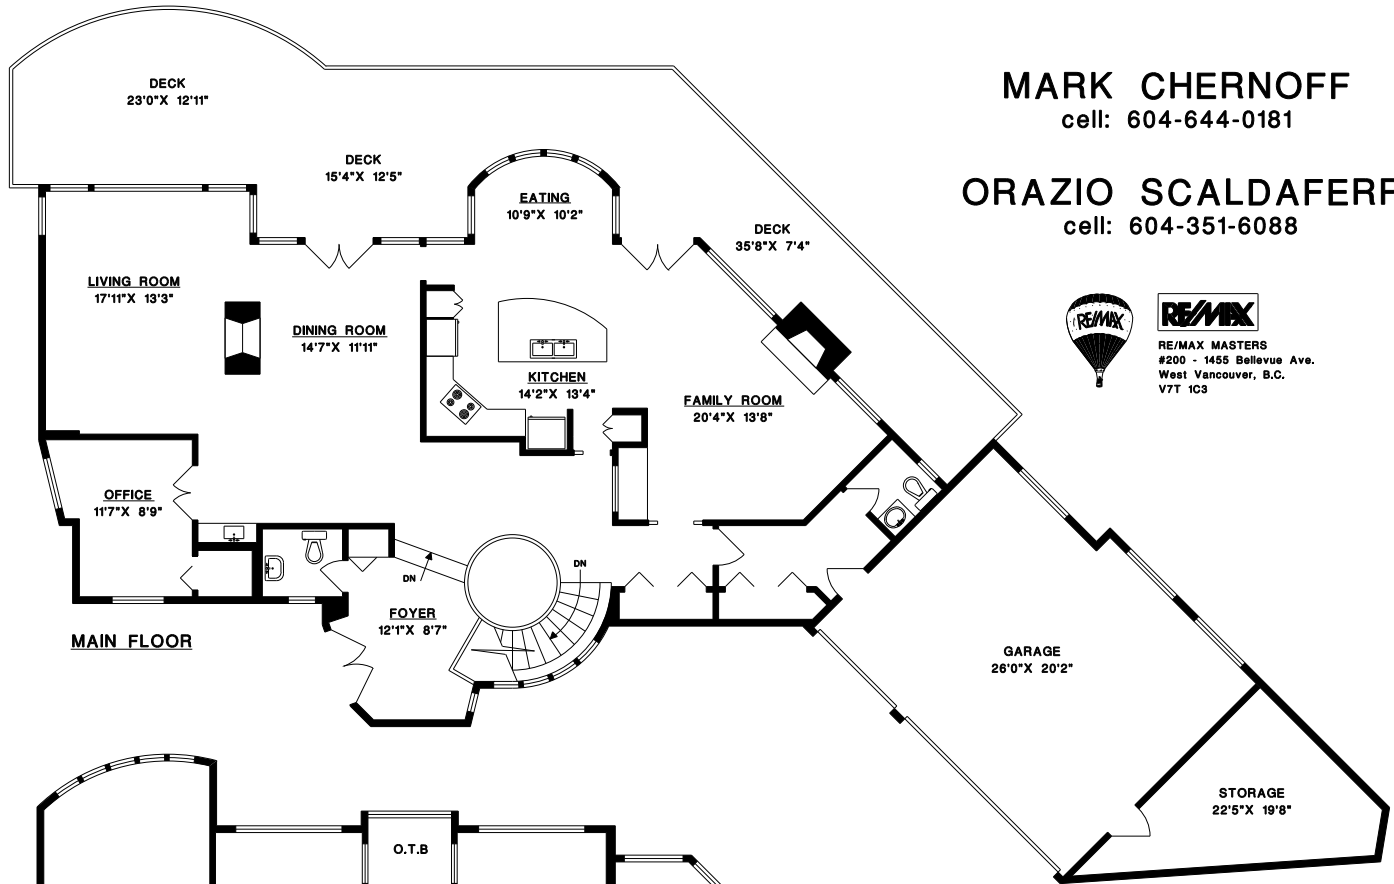 DECK
23'0"X 12'11"
DECK
15'4"X 12'5"
EATING
10'9"X 10'2"
DECK
35'8"X 7'4"
LIVING ROOM
17'11"X 13'3"
DINING ROOM
14'7"X 11'11"
KITCHEN
14'2"X 13'4"
FAMILY ROOM
20'4"X 13'8"
OFFICE
11'7"X 8'9"
DN
DN
FOYER
12'1"X 8'7"
MAIN FLOOR
GARAGE
26'0"X 20'2"
STORAGE
22'5"X 19'8"
O.T.B
MARK CHERNOFF
cell: 604-644-0181
ORAZIO SCALDAFERR
cell: 604-351-6088
RE/MAX
RE/MAX
RE/MAX MASTERS
#200 - 1455 Bellevue Ave.
West Vancouver, B.C.
V7T 1C3